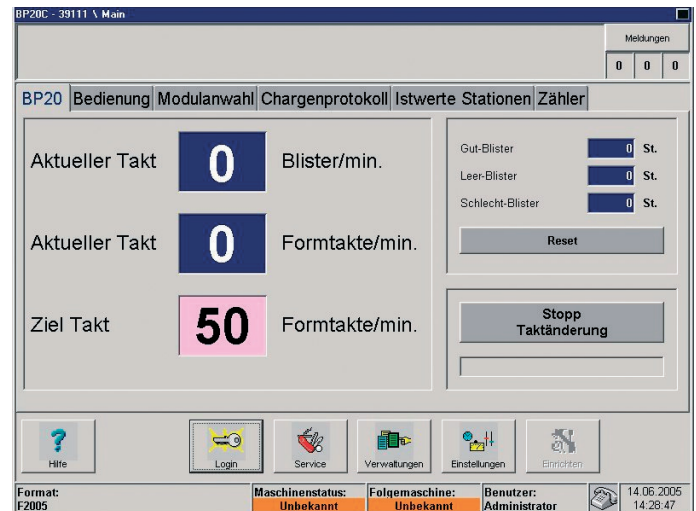 BP20C - 39111 \ Main
Meldungen
0 0 0
BP20 Bedienung Modulanwahl Chargenprotokoll Istwerte Stationen Zähler
Aktueller Takt 0 Blister/min.
Aktueller Takt 0 Formtakte/min.
Ziel Takt 50 Formtakte/min.
Gut-Blister 0 St.
Leer-Blister 0 St.
Schlecht-Blister 0 St.
Reset
Stopp
Taktänderung
Hilfe
Login
Service
Verwaltungen
Einstellungen
Einrichten
Format:
F2005
Maschinenstatus:
Unbekannt
Folgemaschine:
Unbekannt
Benutzer:
Administrator
14.06.2005
14:28:47